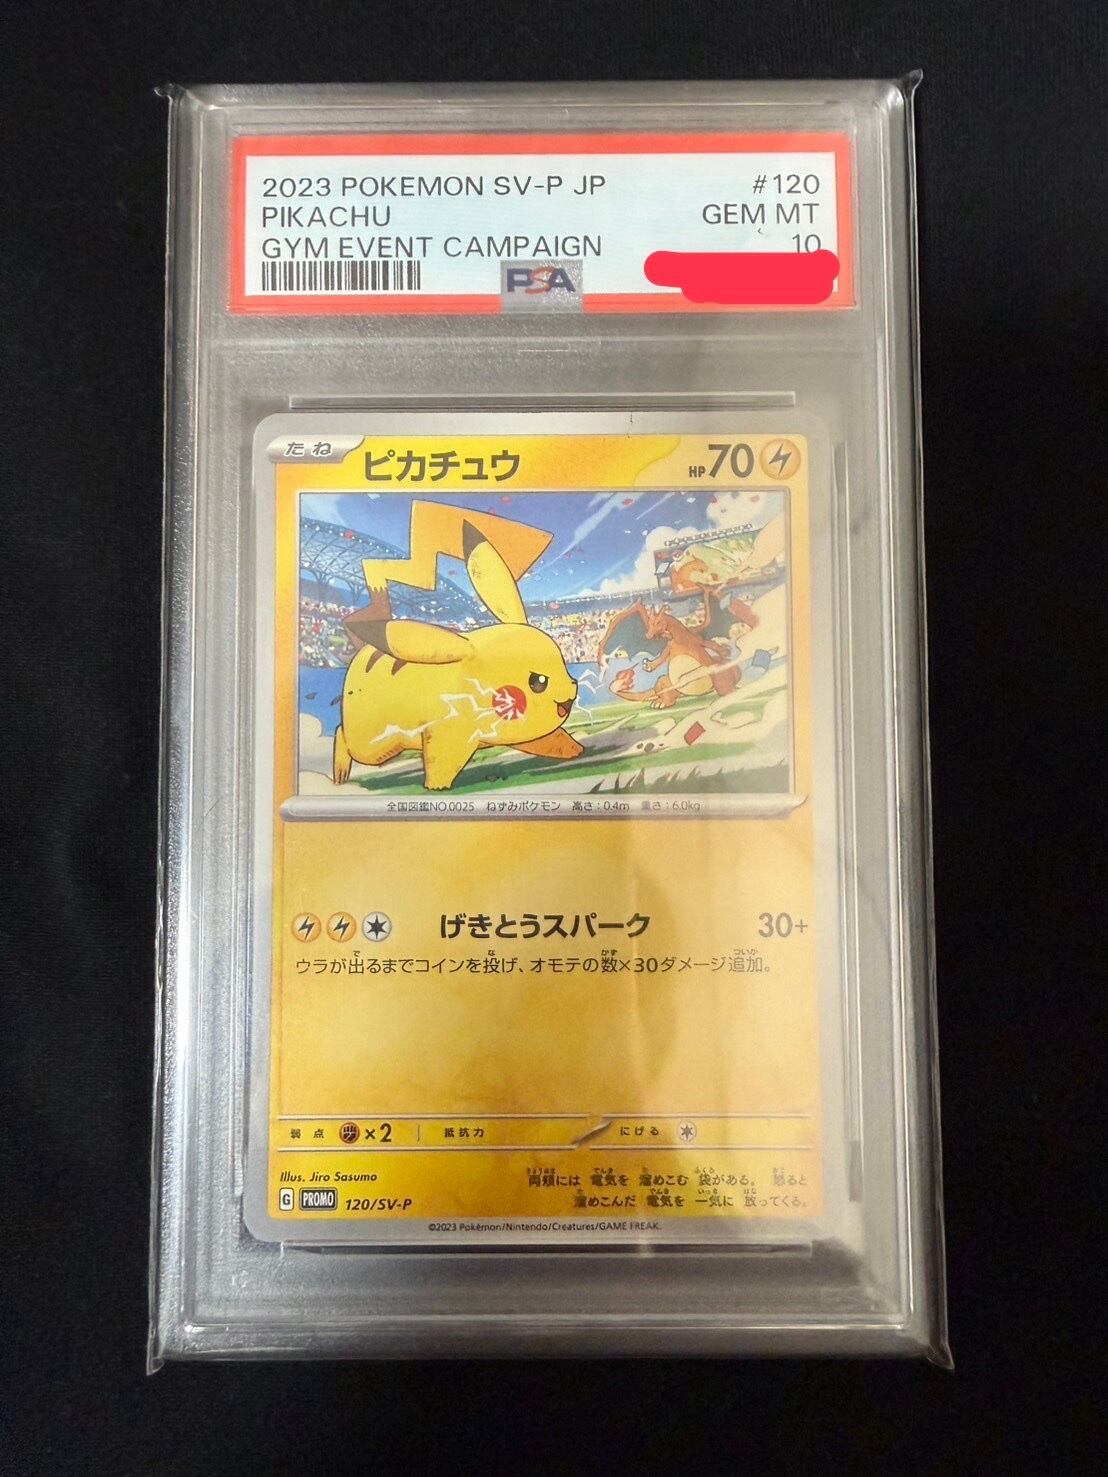 2023 POKEMON SV-P JP #120
PIKACHU GEM MT
GYM EVENT CAMPAIGN 10
PSA
たね ピカチュウ HP70
全国図鑑NO.0025 ねずみポケモン 高さ:0.4m 重さ:6.0kg
げきとうスパーク 30+
ウラが出るまでコインを投げ、オモテの数×30ダメージ追加。
弱点 ×2 抵抗力 にげる
Illus. Jiro Sasumo
両頬には 電気を 溜めこむ 袋がある。 怒ると
溜めこんだ 電気を 一気に 放ってくる。
G PROMO 120/SV-P
©2023 Pokémon/Nintendo/Creatures/GAME FREAK.